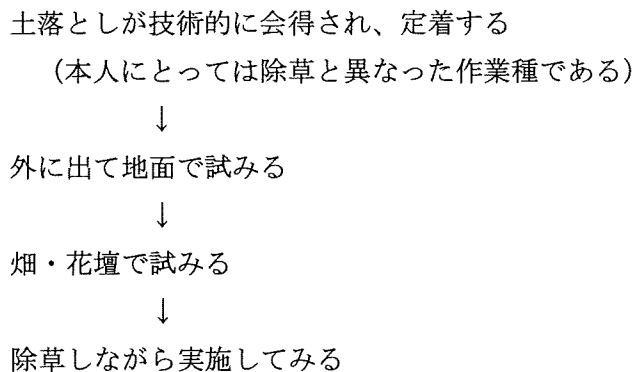 土落としが技術的に会得され、定着する
（本人にとっては除草と異なった作業種である）
↓
外に出て地面で試みる
↓
畑・花壇で試みる
↓
除草しながら実施してみる